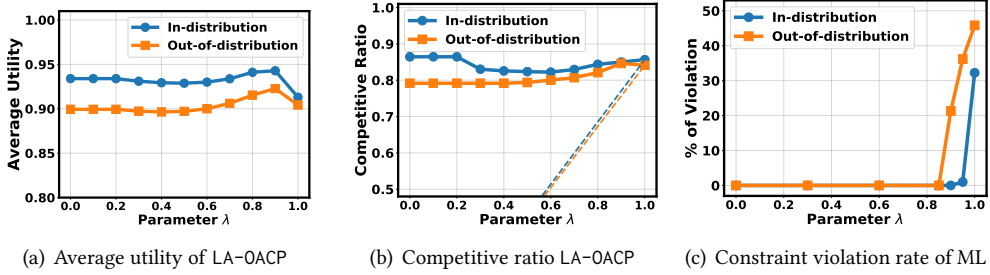 Average Utility
1.00
0.95
0.90
0.85
0.80
In-distribution
Out-of-distribution
0.0 0.2 0.4 0.6 0.8 1.0
Parameter λ
(a) Average utility of LA-OACP
Competitive Ratio
1.0
0.9
0.8
0.7
0.6
0.5
In-distribution
Out-of-distribution
0.0 0.2 0.4 0.6 0.8 1.0
Parameter λ
(b) Competitive ratio LA-OACP
% of Violation
50
40
30
20
10
0
In-distribution
Out-of-distribution
0.0 0.2 0.4 0.6 0.8 1.0
Parameter λ
(c) Constraint violation rate of ML